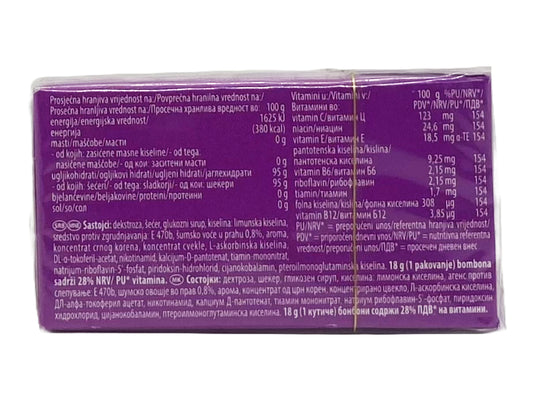 Prosječna hranjiva vrijednost na:/Povprečna hranilna vrednost na:/
Prosečna hranljiva vrednost na:/Просечна хранлива вредност во: 100 g
energija/energijska vrednost/ 1625 kJ
енергија (380 kcal)
masti/maščobe/масти 0 g
- od kojih: zasićene masne kiseline/- od tega:
nasičene maščobe/- од кои: заситени масти 0 g
ugljikohidrati/ogljikovi hidrati/ugljeni hidrati/јагленхидрати 95 g
- od kojih: šećeri/- od tega: sladkorji/- од кои: шеќери 95 g
bjelančevine/beljakovine/proteini/протеини 0 g
sol/so/сол 0 g
Vitamini u:/Vitamini v:/ 100 g %PU/NRV*/
Витамини во: PDV*/NRV/PU*/ПДВ*/
vitamin C/витамин Ц 123 mg 154
niacin/ниацин 24,6 mg 154
vitamin E/витамин Е 18,5 mg α-TE 154
pantotenska kiselina/kislina/
пантотенска киселина 9,25 mg 154
vitamin B6/витамин Б6 2,15 mg 154
riboflavin/рибофлавин 2,15 mg 154
tiamin/тиамин 1,7 mg 154
folna kiselina/kislina/фолна киселина 308 µg 154
vitamin B12/витамин Б12 3,85 µg 154
PU/NRV* = preporučeni unos/referentna hranidbena vrijednost/
PDV* = priporočeni dnevni vnos/NRV/PU* = nutritivna referentna
vrednost/preporučeni unos/ПДВ* = просечен дневен внес
SRB MNE Sastojci: dekstroza, šećer, glukozni sirup, kiselina: limunska kiselina,
sredstvo protiv zgrudnjavanja: E 470b, šumsko voće u prahu 0,8%, aroma,
koncentrat crnog korena, koncentrat cvekle, L-askorbinska kiselina,
DL-α-tokoferil-acetat, nikotinamid, kalcijum-D-pantotenat, tiamin-mononitrat,
natrijum-riboflavin-5'-fosfat, piridoksin-hidrohlorid, cijanokobalamin, pteroilmonoglutaminska kiselina. 18 g (1 pakovanje) bombona
sadrži 28% NRV/ PU* vitamina. MK Состојки: декстроза, шеќер, гликозен сируп, киселина: лимонска киселина, агенс против
слепување: E 470b, шумско овошје во прав 0,8%, арома, концентрат од црн корен, концентрирано цвекло, Л-аскорбинска киселина,
ДЛ-алфа-токоферил ацетат, никотинамид, калциум Д-пантотенат, тиамин мононитрат, натриум рибофлавин-5'-фосфат, пиридоксин
хидрохлорид, цијанокобаламин, птероилмоноглутаминска киселина. 18 g (1 кутиче) бонбони содржи 28% ПДВ* на витамини.